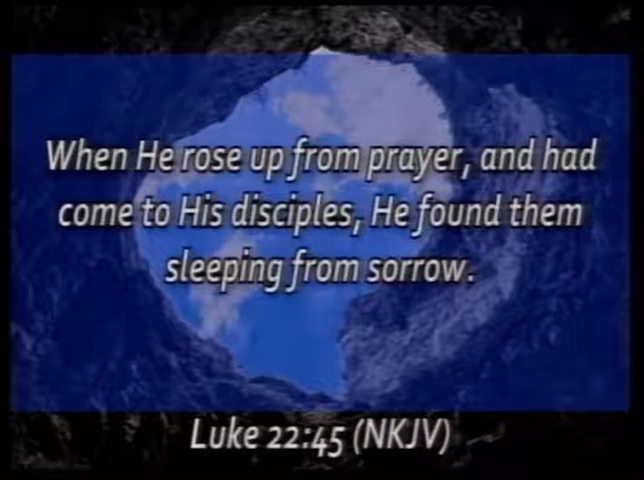 When He rose up from prayer, and had
come to His disciples, He found them
sleeping from sorrow.
Luke 22:45 (NKJV)